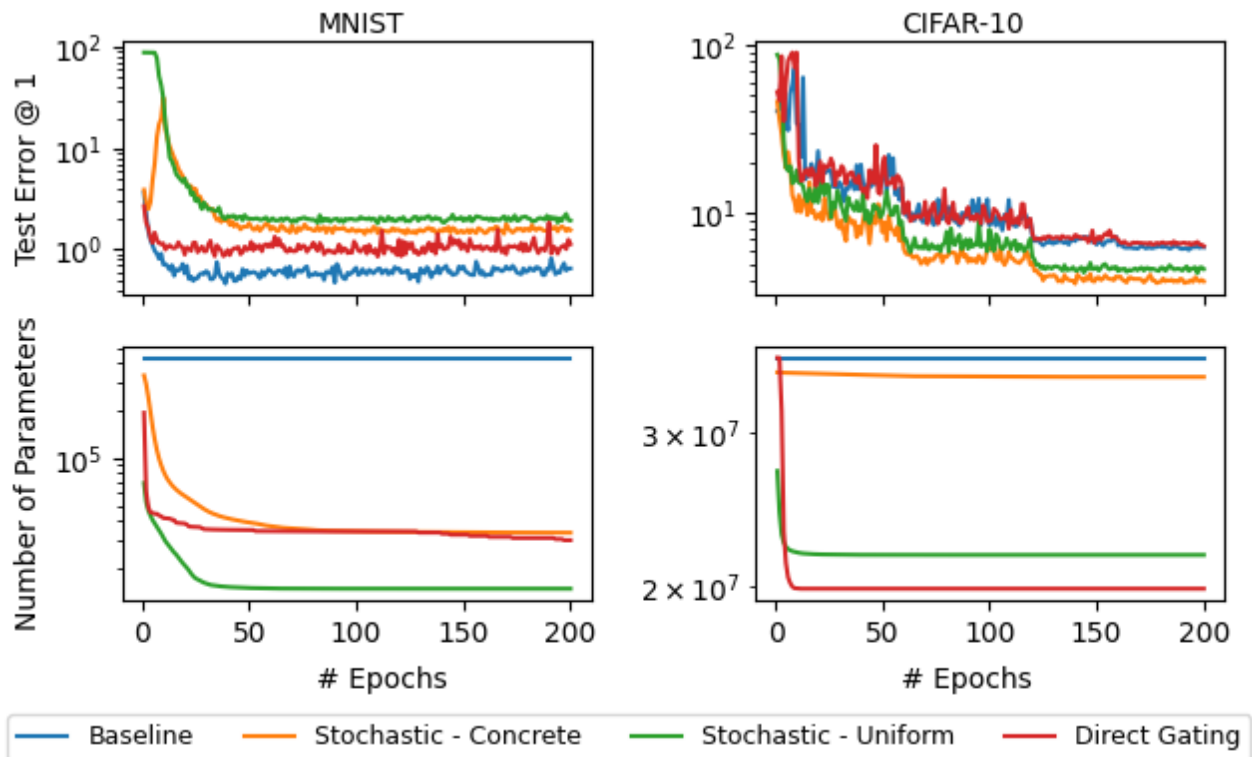 MNIST
CIFAR-10
Test Error @ 1
10²
10¹
10⁰
10²
10¹
Number of Parameters
10⁵
3 × 10⁷
2 × 10⁷
0 50 100 150 200
0 50 100 150 200
# Epochs
# Epochs
Baseline Stochastic - Concrete Stochastic - Uniform Direct Gating